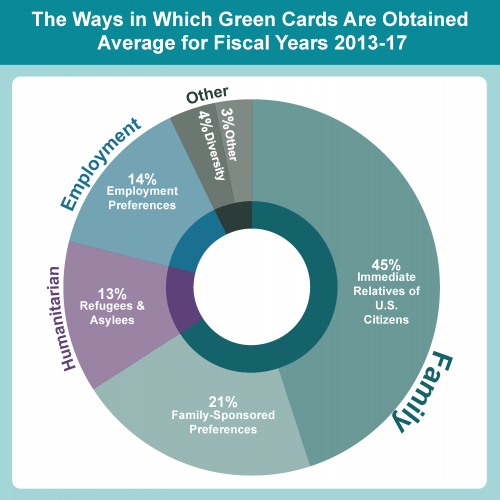 The Ways in Which Green Cards Are Obtained
Average for Fiscal Years 2013-17
Other
3% Other
4% Diversity
Employment
14%
Employment
Preferences
45%
Immediate
Relatives of
U.S.
Citizens
Humanitarian
13%
Refugees &
Asylees
Family
21%
Family-Sponsored
Preferences